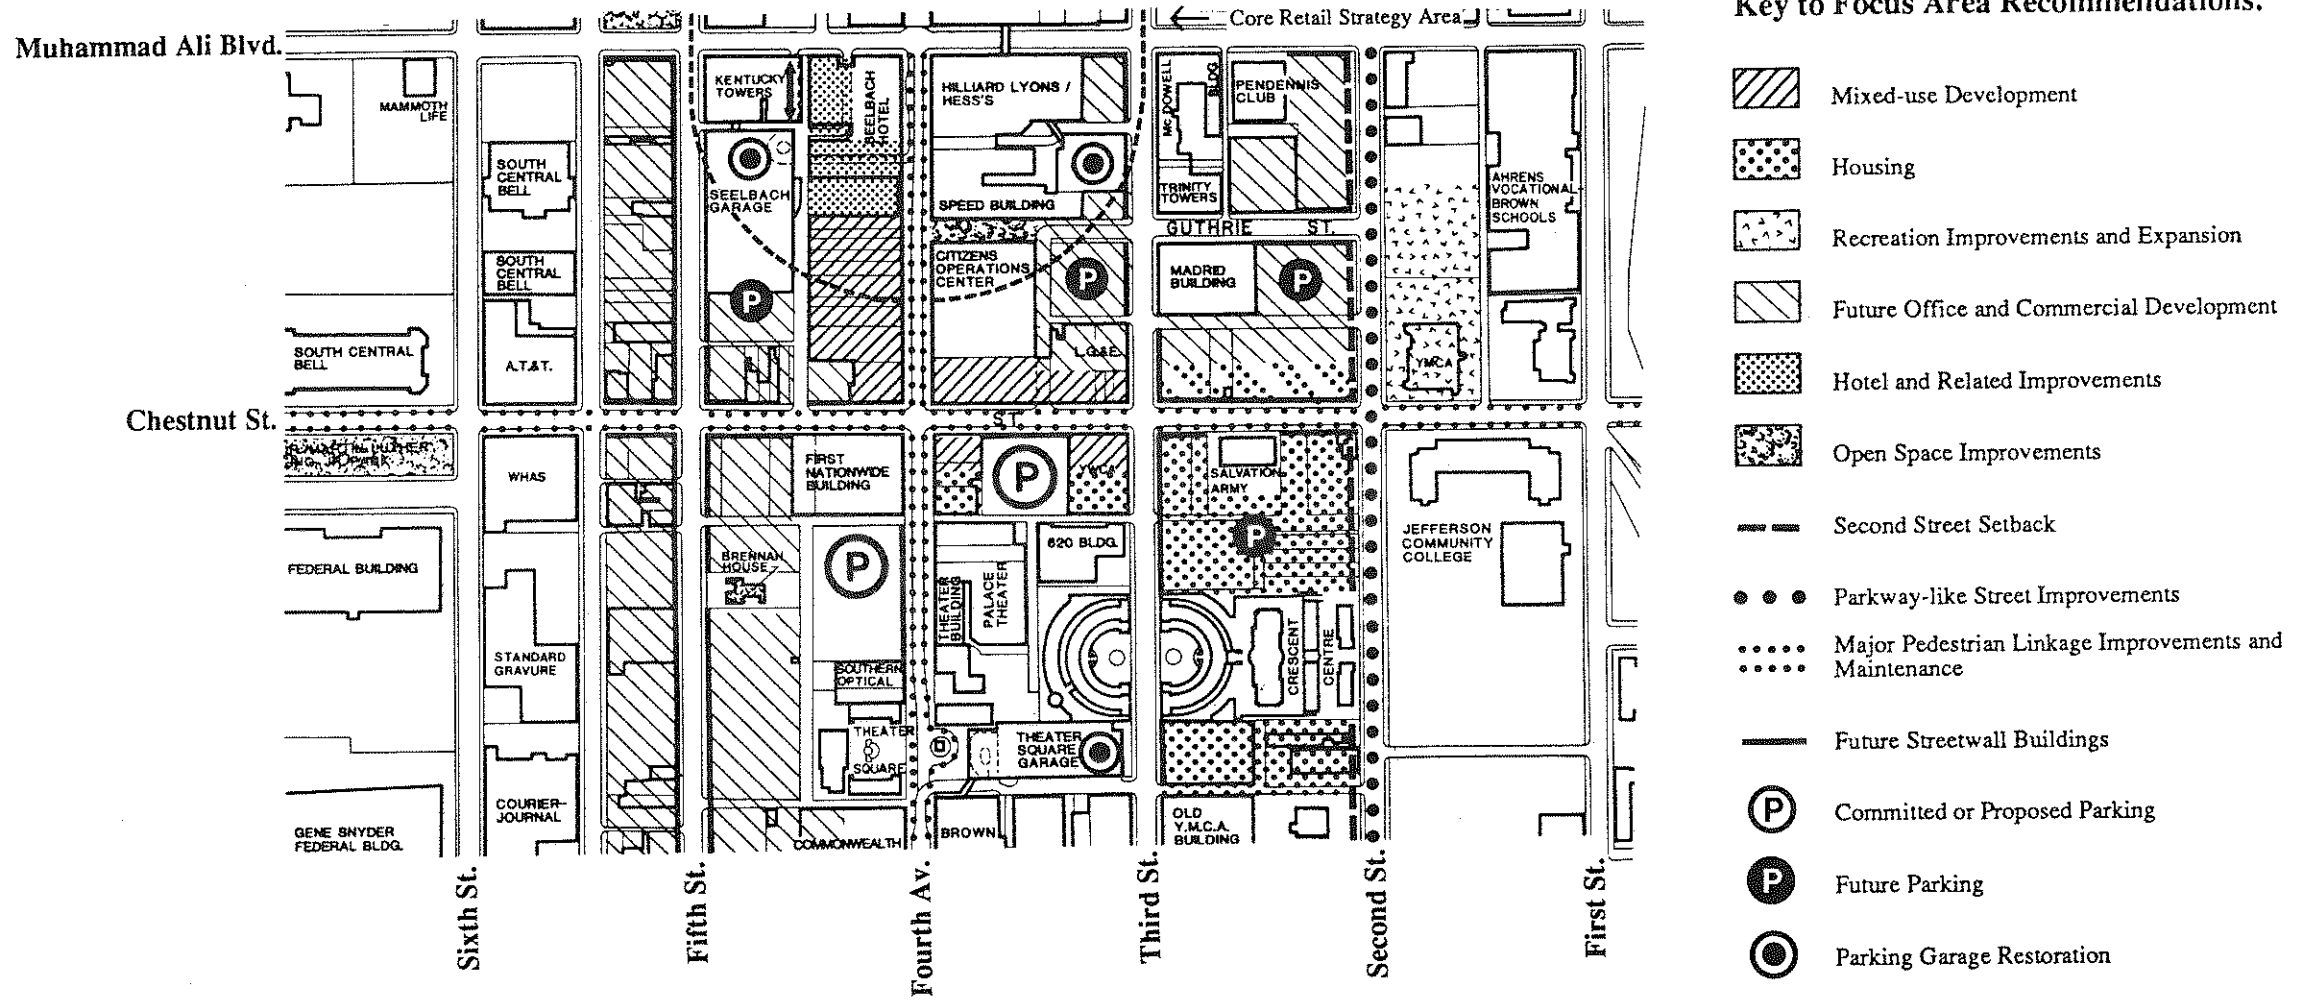 Key to Focus Area Recommendations:
Core Retail Strategy Area
Muhammad Ali Blvd.
MAMMOTH
LIFE
KENTUCKY
TOWERS
SEELBACH
HOTEL
HILLIARD LYONS /
HESS'S
Mc DOWELL
BLDG
PENDENNIS
CLUB
SOUTH
CENTRAL
BELL
SEELBACH
GARAGE
SPEED BUILDING
TRINITY
TOWERS
AHRENS
VOCATIONAL-
BROWN
SCHOOLS
GUTHRIE ST.
SOUTH
CENTRAL
BELL
CITIZENS
OPERATIONS
CENTER
P
P
MADRID
BUILDING
P
SOUTH CENTRAL
BELL
A.T.&T.
L.G.&E.
YMCA
Chestnut St.
ST.
WHAS
FIRST
NATIONWIDE
BUILDING
P
Y.W.C.A.
SALVATION
ARMY
P
JEFFERSON
COMMUNITY
COLLEGE
FEDERAL BUILDING
BRENNAN
HOUSE
P
THEATER
BUILDING
PALACE
THEATER
620 BLDG.
STANDARD
GRAVURE
SOUTHERN
OPTICAL
CRESCENT
CENTRE
THEATER
SQUARE
THEATER
SQUARE
GARAGE
COURIER-
JOURNAL
GENE SNYDER
FEDERAL BLDG.
COMMONWEALTH
BROWN
OLD
Y.M.C.A.
BUILDING
Sixth St.
Fifth St.
Fourth Av.
Third St.
Second St.
First St.
Mixed-use Development
Housing
Recreation Improvements and Expansion
Future Office and Commercial Development
Hotel and Related Improvements
Open Space Improvements
Second Street Setback
Parkway-like Street Improvements
Major Pedestrian Linkage Improvements and
Maintenance
Future Streetwall Buildings
P Committed or Proposed Parking
P Future Parking
Parking Garage Restoration